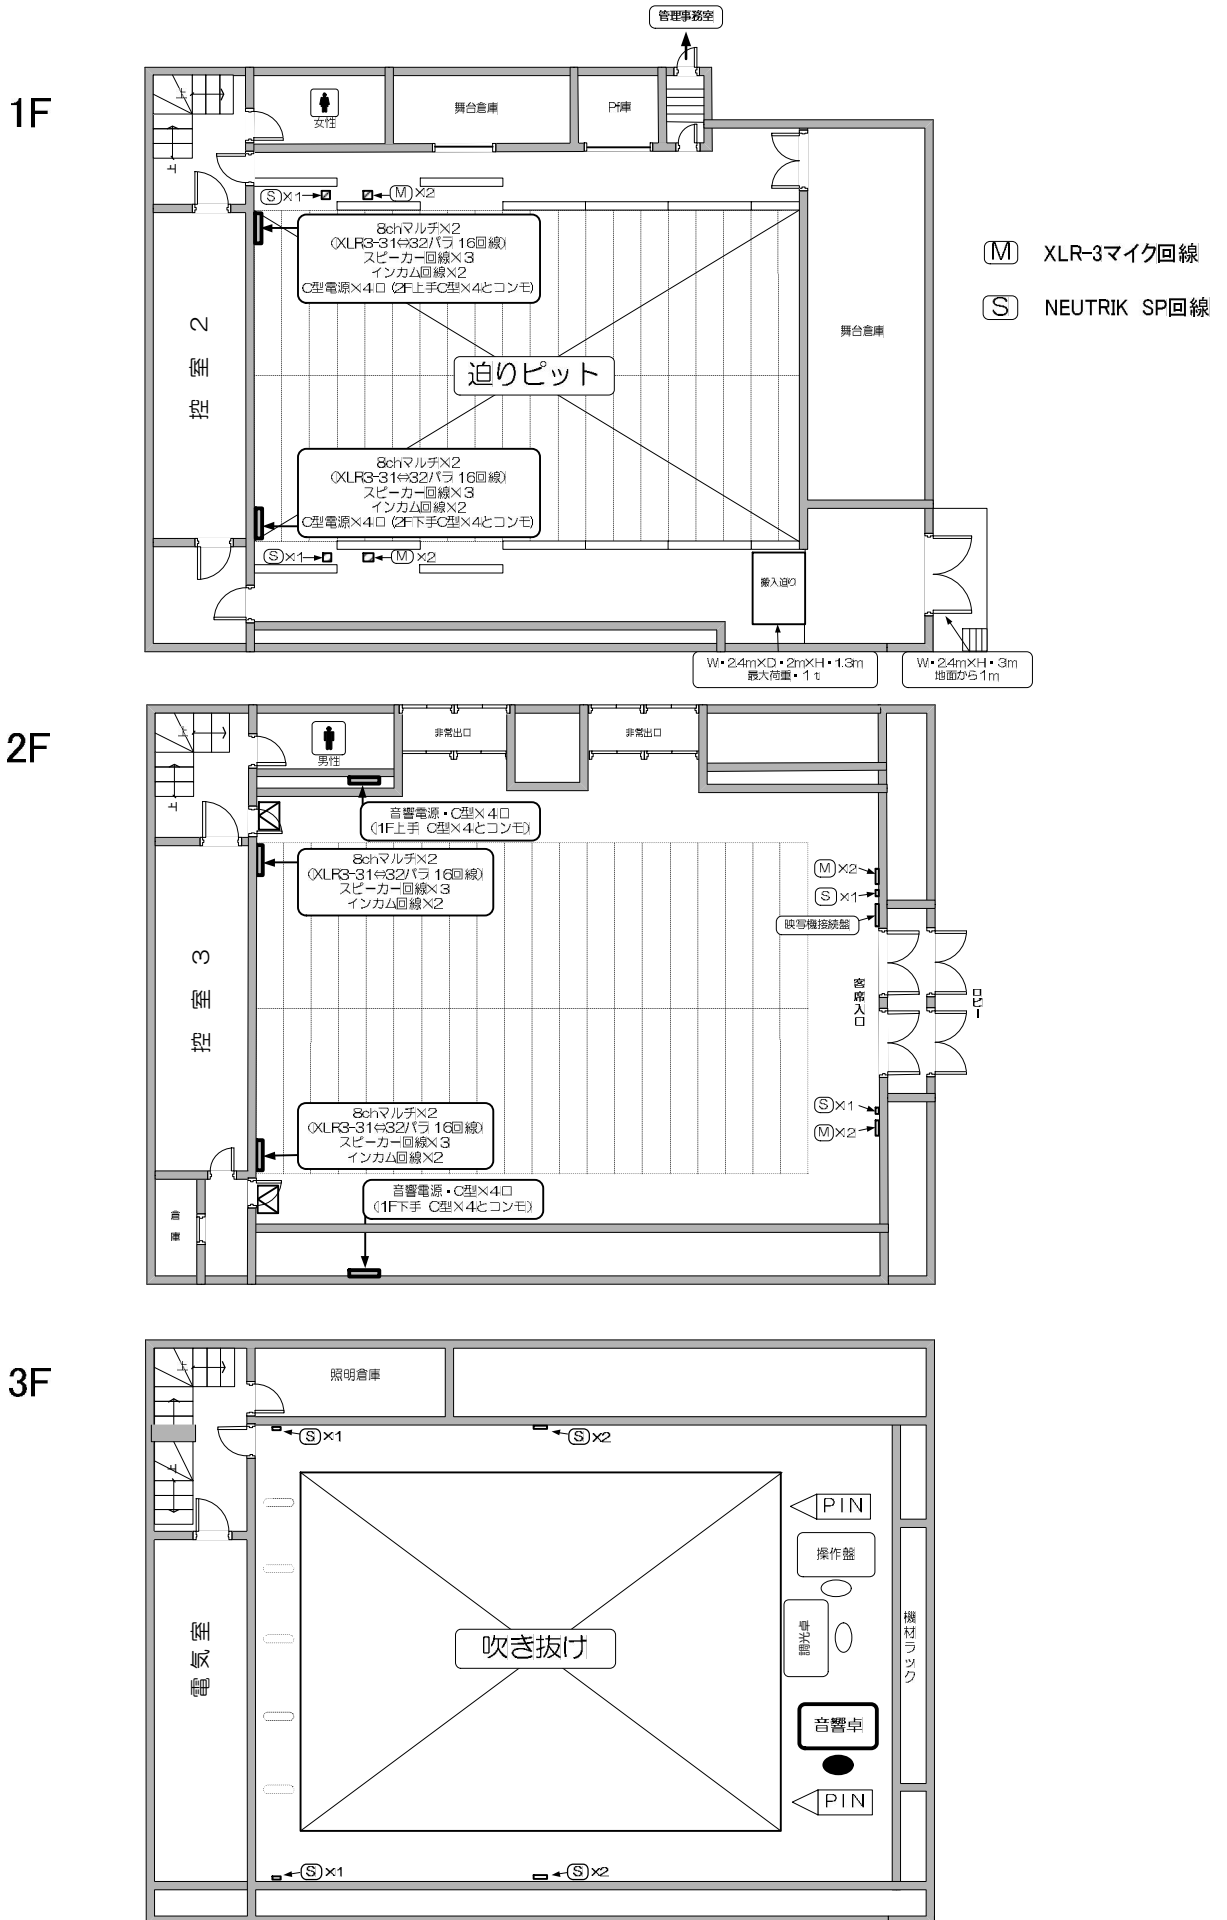 管理事務室
1F
上
女性
舞台倉庫
Pf庫
上
S×1
M×2
8chマルチ×2
(XLR3-31⇔32パラ 16回線)
スピーカー回線×3
インカム回線×2
C型電源×4口 (2F上手C型×4とコンモ)
控室2
迫りピット
舞台倉庫
M XLR-3マイク回線
S NEUTRIK SP回線
8chマルチ×2
(XLR3-31⇔32パラ 16回線)
スピーカー回線×3
インカム回線×2
C型電源×4口 (2F下手C型×4とコンモ)
S×1
M×2
搬入迫り
W・2.4m×D・2m×H・1.3m
最大荷重・1t
W・2.4m×H・3m
地面から1m
2F
上
男性
非常出口
非常出口
上
音響電源・C型×4口
(1F上手 C型×4とコンモ)
8chマルチ×2
(XLR3-31⇔32パラ 16回線)
スピーカー回線×3
インカム回線×2
M×2
S×1
映写機接続盤
控室3
客席入口
ロビー
8chマルチ×2
(XLR3-31⇔32パラ 16回線)
スピーカー回線×3
インカム回線×2
S×1
M×2
音響電源・C型×4口
(1F下手 C型×4とコンモ)
倉庫
3F
上
照明倉庫
S×1
S×2
上
PIN
操作盤
調光卓
機材ラック
電気室
吹き抜け
音響卓
PIN
S×1
S×2